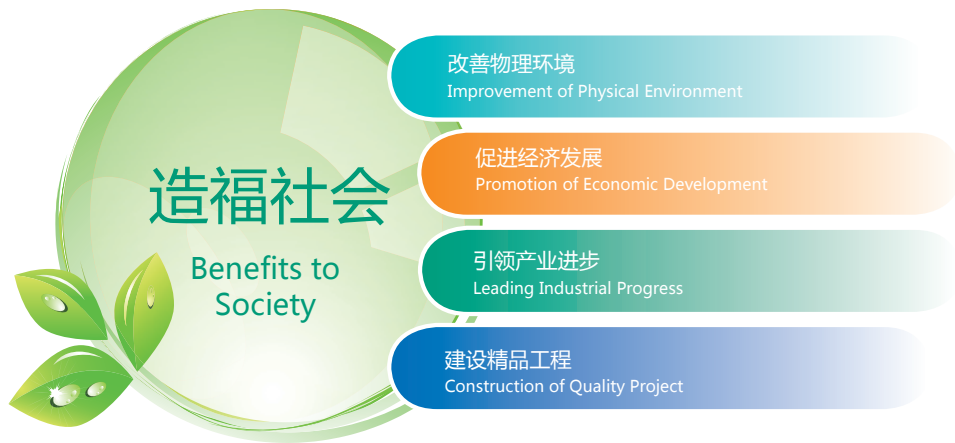 造福社会
Benefits to
Society
改善物理环境
Improvement of Physical Environment
促进经济发展
Promotion of Economic Development
引领产业进步
Leading Industrial Progress
建设精品工程
Construction of Quality Project